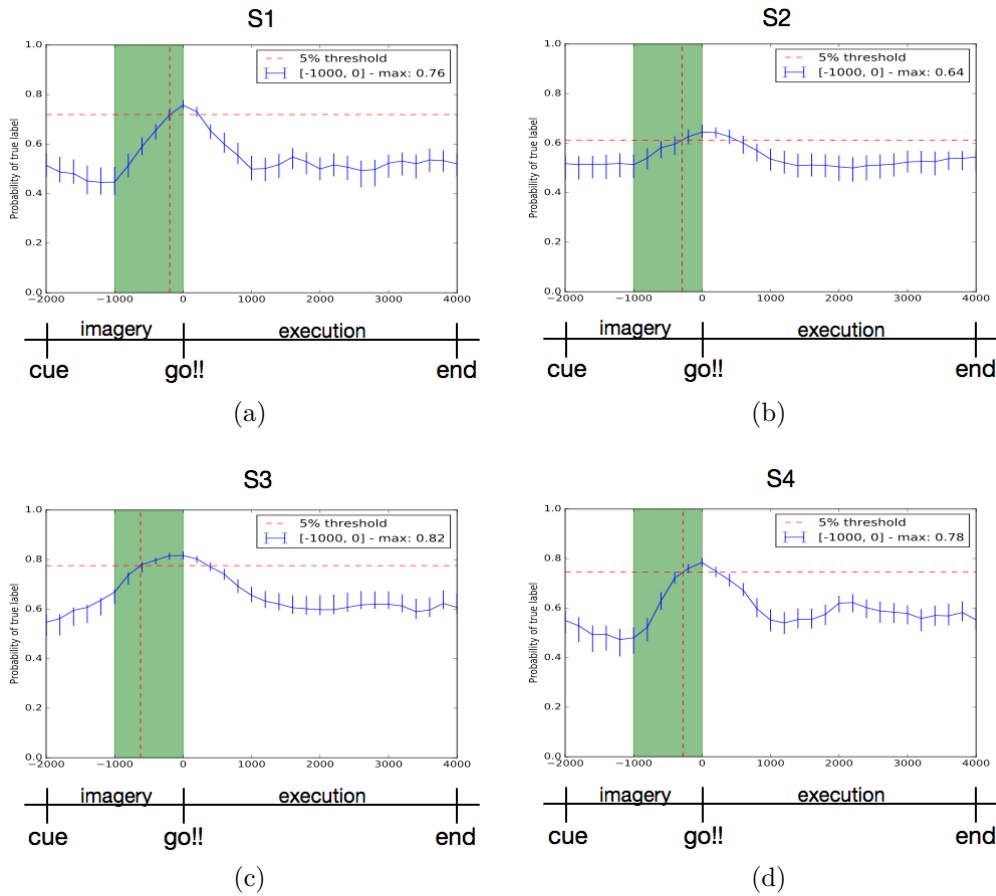 S1
1.0
0.8
0.6
0.4
0.2
0.0
Probability of true label
5% threshold
[-1000, 0] - max: 0.76
−2000 −1000 0 1000 2000 3000 4000
imagery execution
cue go!! end
(a)
S2
1.0
0.8
0.6
0.4
0.2
0.0
Probability of true label
5% threshold
[-1000, 0] - max: 0.64
−2000 −1000 0 1000 2000 3000 4000
imagery execution
cue go!! end
(b)
S3
1.0
0.8
0.6
0.4
0.2
0.0
Probability of true label
5% threshold
[-1000, 0] - max: 0.82
−2000 −1000 0 1000 2000 3000 4000
imagery execution
cue go!! end
(c)
S4
1.0
0.8
0.6
0.4
0.2
0.0
Probability of true label
5% threshold
[-1000, 0] - max: 0.78
−2000 −1000 0 1000 2000 3000 4000
imagery execution
cue go!! end
(d)